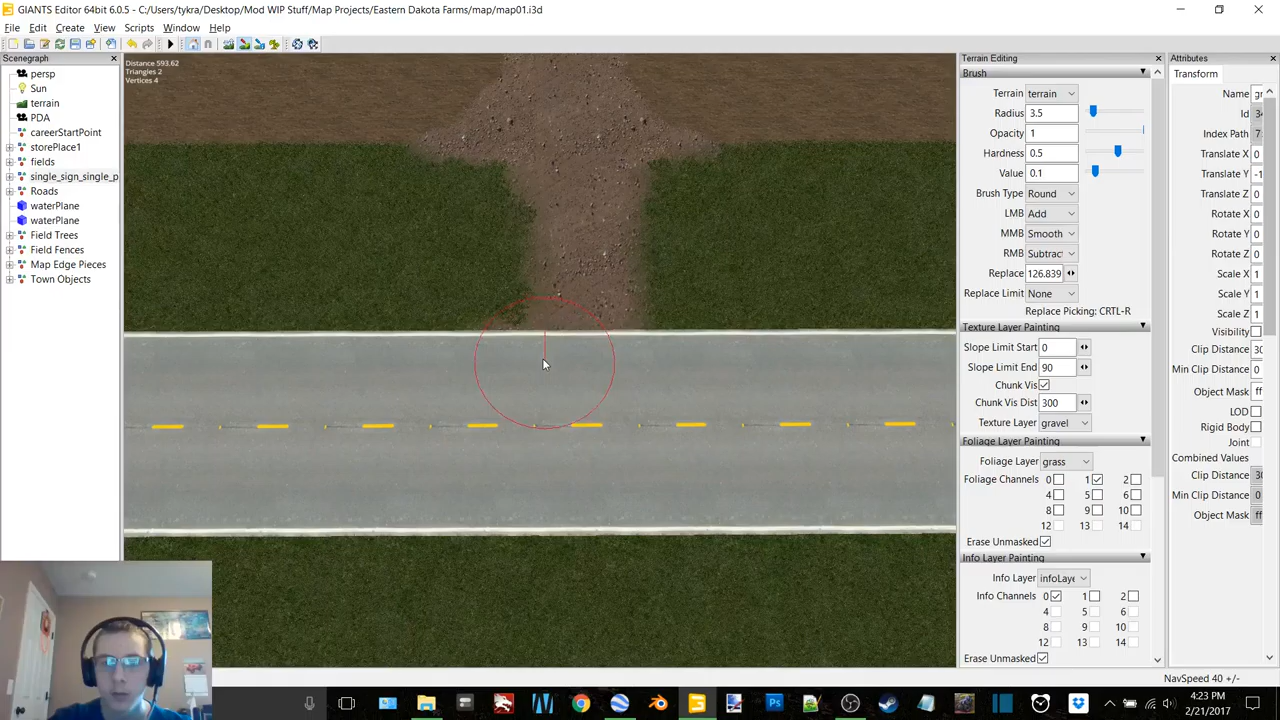 GIANTS Editor 64bit 6.0.5 - C:/Users/tykra/Desktop/Mod WIP Stuff/Map Projects/Eastern Dakota Farms/map/map01.i3d
File Edit Create View Scripts Window Help
Scenegraph
persp
Sun
terrain
PDA
careerStartPoint
storePlace1
fields
single_sign_single_p
Roads
waterPlane
waterPlane
Field Trees
Field Fences
Map Edge Pieces
Town Objects
Distance 593.62
Triangles 2
Vertices 4
Terrain Editing
Brush
Terrain terrain
Radius 3.5
Opacity 1
Hardness 0.5
Value 0.1
Brush Type Round
LMB Add
MMB Smooth
RMB Subtrac
Replace 126.839
Replace Limit None
Replace Picking: CRTL-R
Texture Layer Painting
Slope Limit Start 0
Slope Limit End 90
Chunk Vis
Chunk Vis Dist 300
Texture Layer gravel
Foliage Layer Painting
Foliage Layer grass
Foliage Channels 0 1 2
4 5 6
8 9 10
12 13 14
Erase Unmasked
Info Layer Painting
Info Layer infoLaye
Info Channels 0 1 2
4 5 6
8 9 10
12 13 14
Erase Unmasked
Attributes
Transform
Name gr
Id 34
Index Path 7
Translate X 0
Translate Y -1
Translate Z 0
Rotate X 0
Rotate Y 0
Rotate Z 0
Scale X 1
Scale Y 1
Scale Z 1
Visibility
Clip Distance 30
Min Clip Distance 0
Object Mask ff
LOD
Rigid Body
Joint
Combined Values
Clip Distance 30
Min Clip Distance 0
Object Mask ff
NavSpeed 40 +/-
4:23 PM
2/21/2017